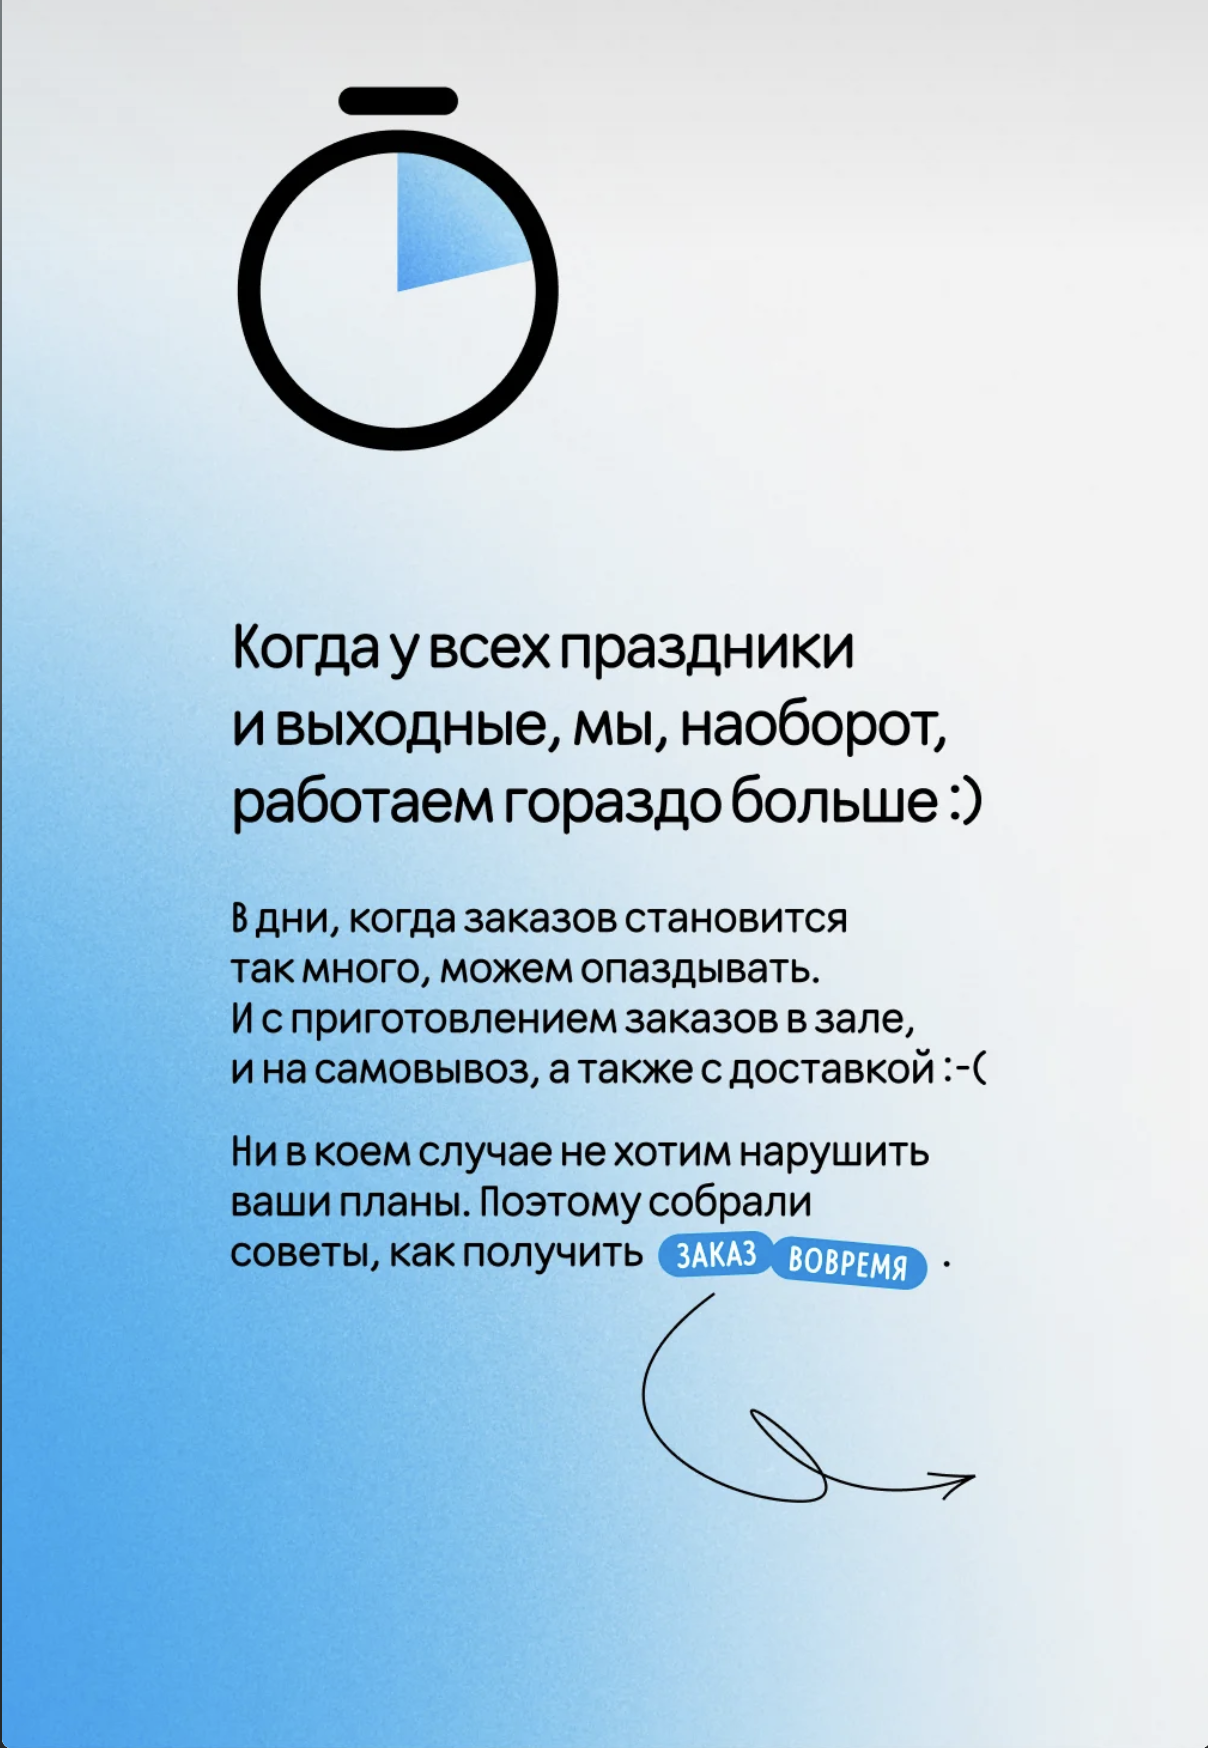 Когда у всех праздники
и выходные, мы, наоборот,
работаем гораздо больше :)
В дни, когда заказов становится
так много, можем опаздывать.
И с приготовлением заказов в зале,
и на самовывоз, а также с доставкой :-(
Ни в коем случае не хотим нарушить
ваши планы. Поэтому собрали
советы, как получить ЗАКАЗ ВОВРЕМЯ .